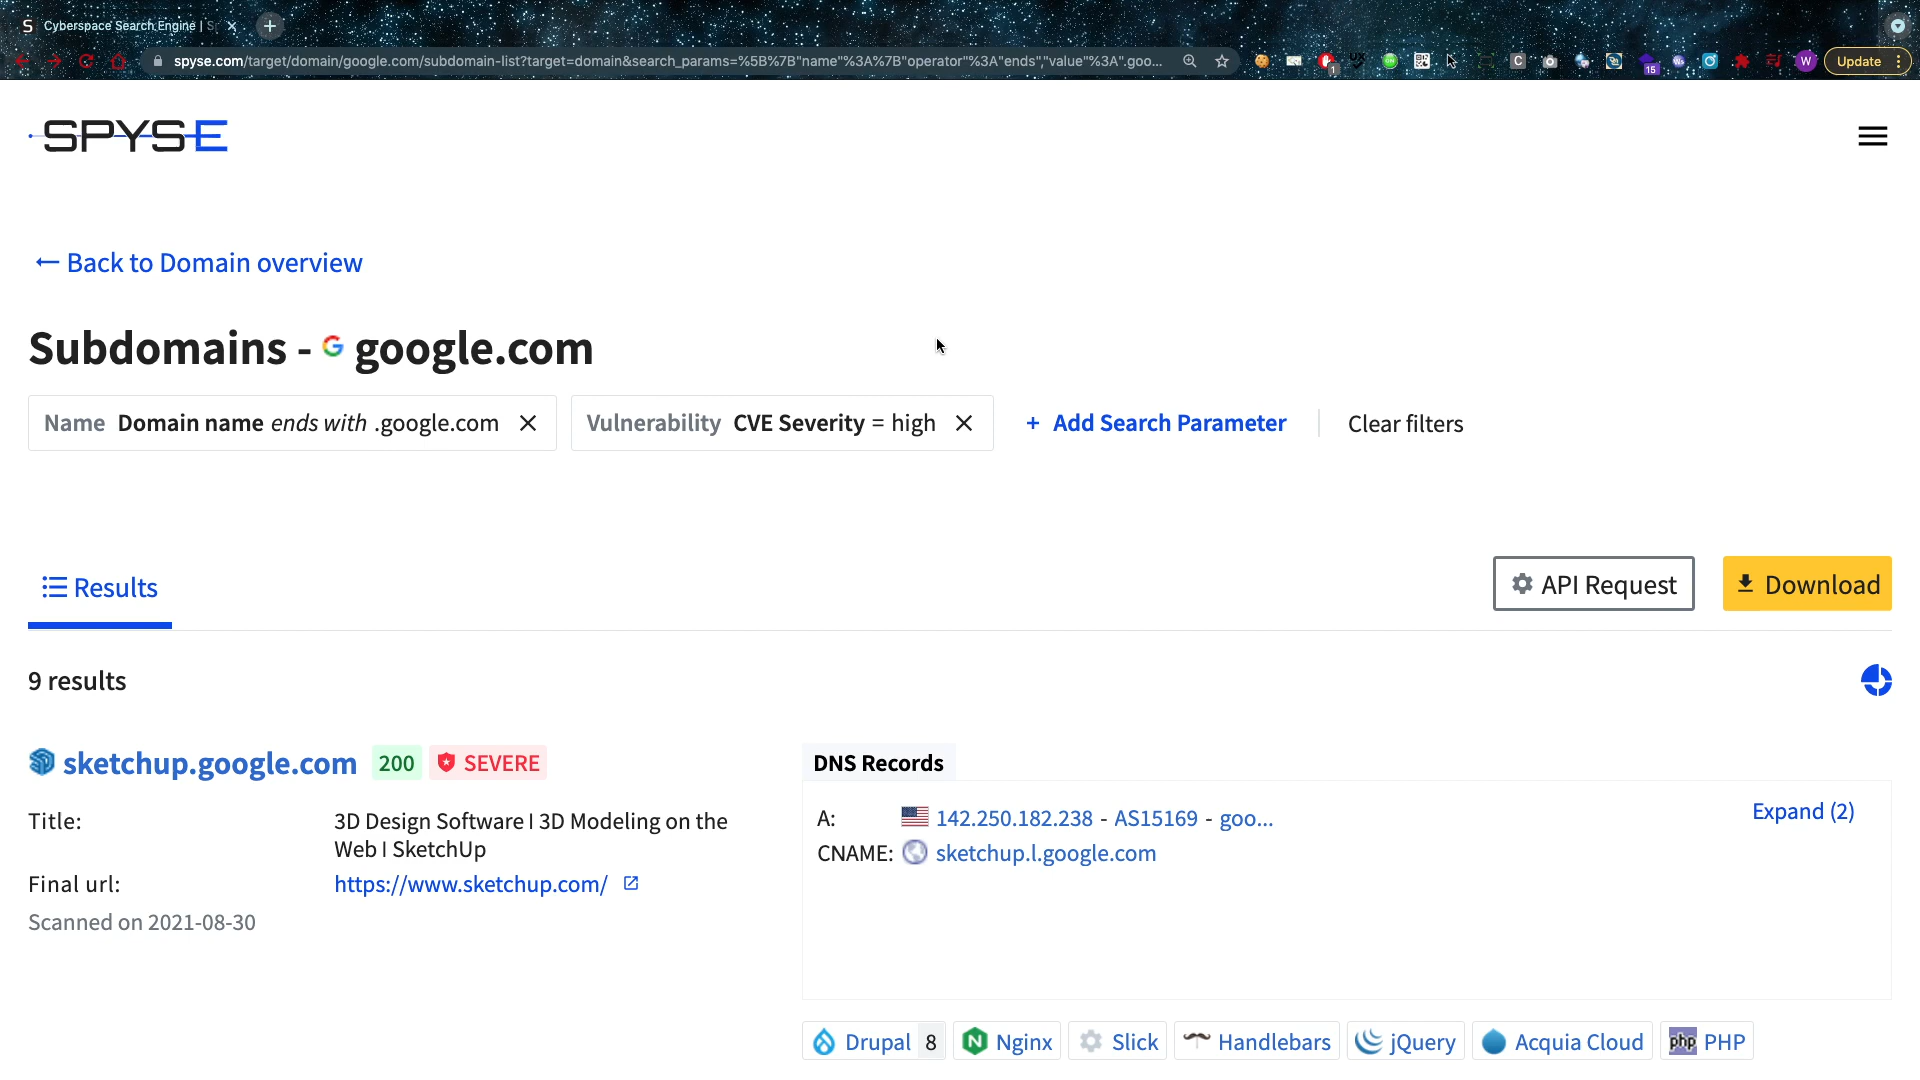 Cyberspace Search Engine | S
spyse.com/target/domain/google.com/subdomain-list?target=domain&search_params=%5B%7B"name"%3A%7B"operator"%3A"ends","value"%3A".goo...
1
15
W
Update
SPYSE
← Back to Domain overview
Subdomains - google.com
Name Domain name ends with .google.com ×
Vulnerability CVE Severity = high ×
+ Add Search Parameter
Clear filters
Results
API Request
Download
9 results
sketchup.google.com 200 SEVERE
Title: 3D Design Software I 3D Modeling on the
Web I SketchUp
Final url: https://www.sketchup.com/
Scanned on 2021-08-30
DNS Records
A: 142.250.182.238 - AS15169 - goo...
Expand (2)
CNAME: sketchup.l.google.com
Drupal 8
Nginx
Slick
Handlebars
jQuery
Acquia Cloud
php PHP